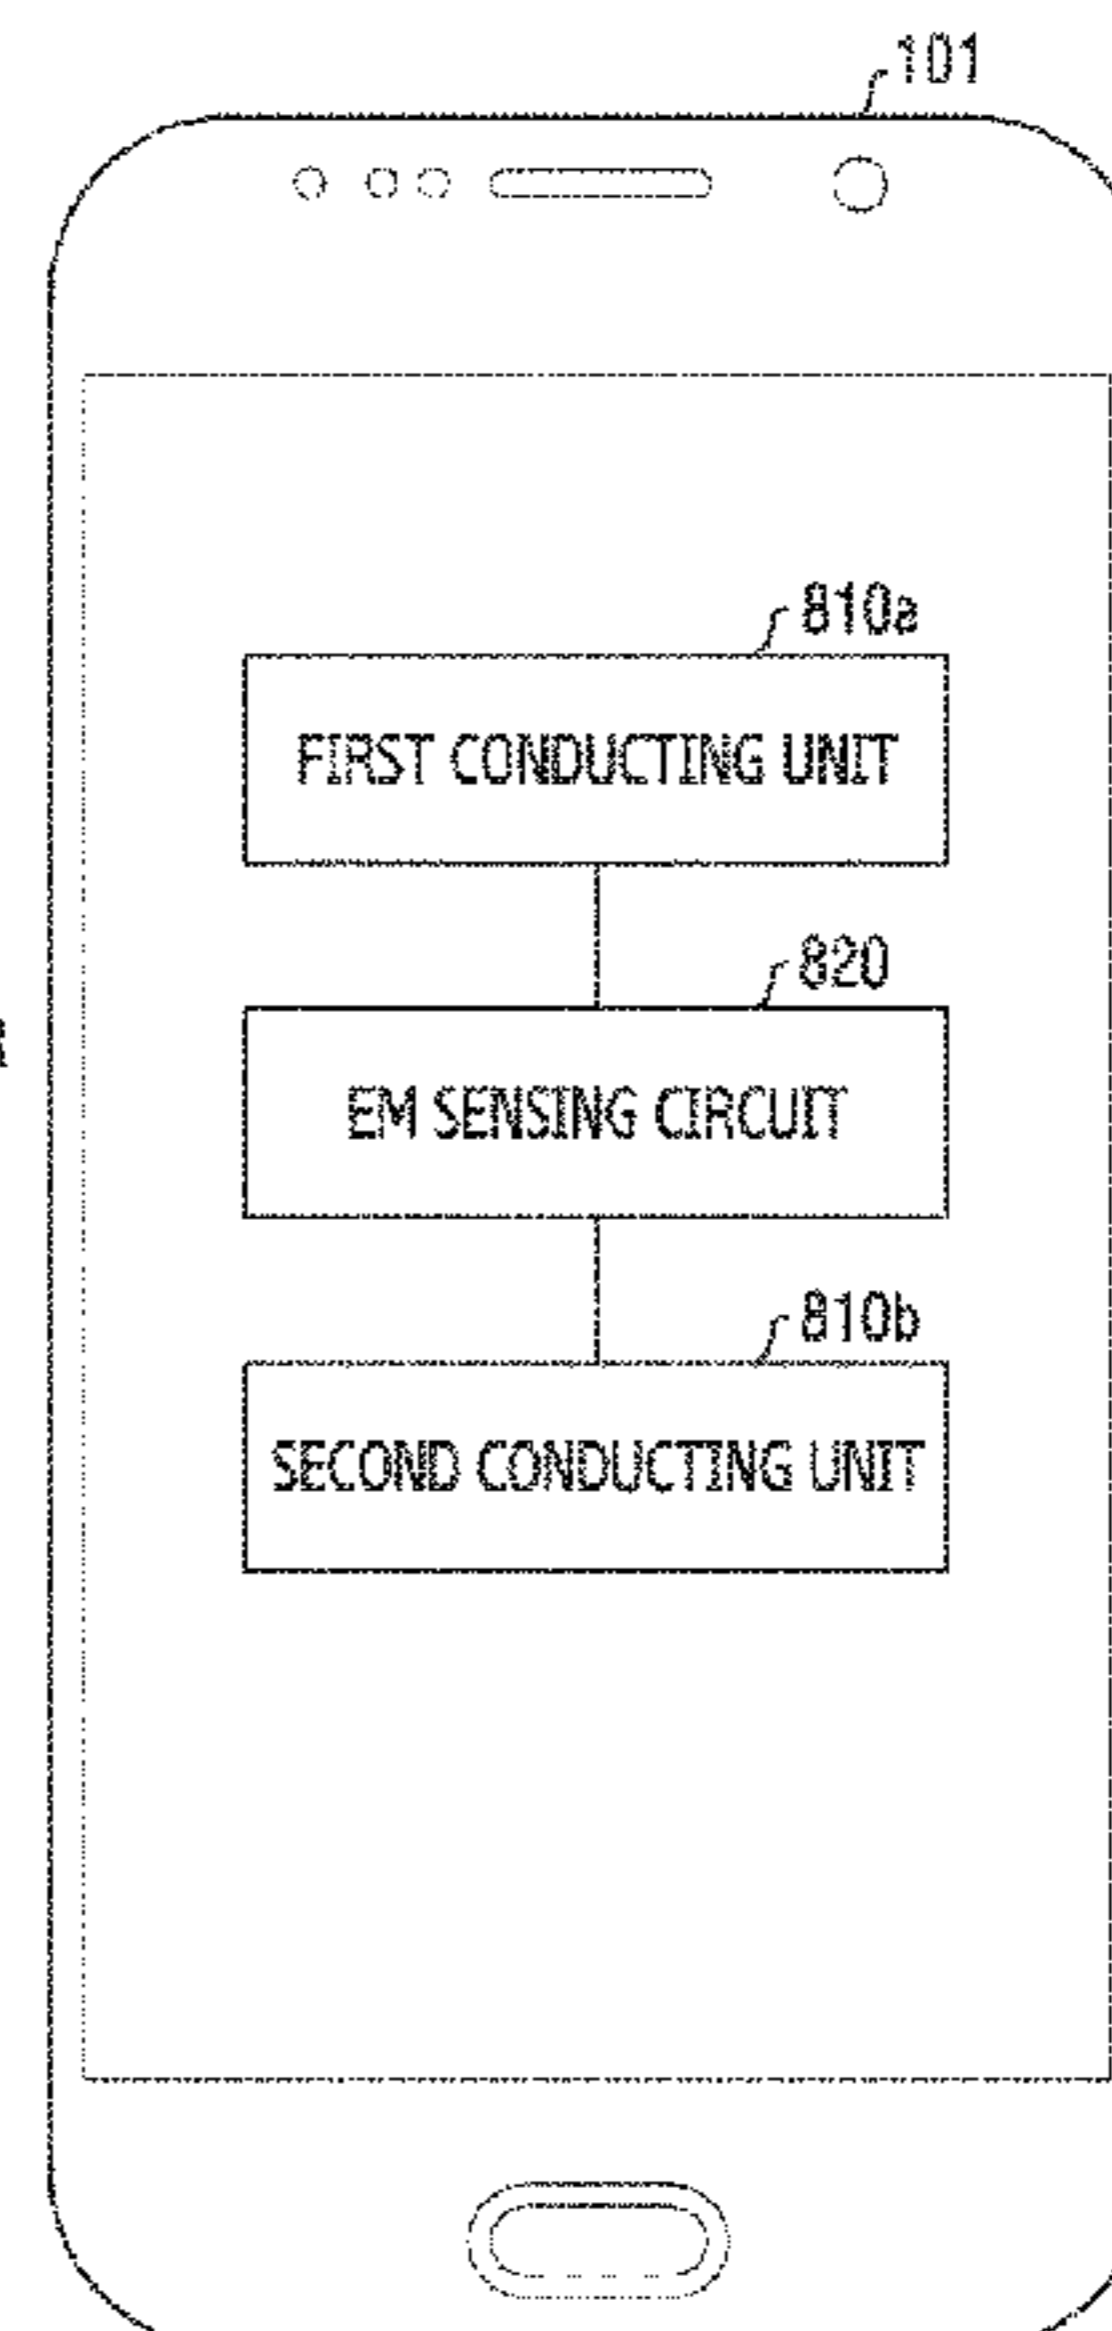 101
810a
FIRST CONDUCTING UNIT
820
EM SENSING CIRCUIT
810b
SECOND CONDUCTING UNIT